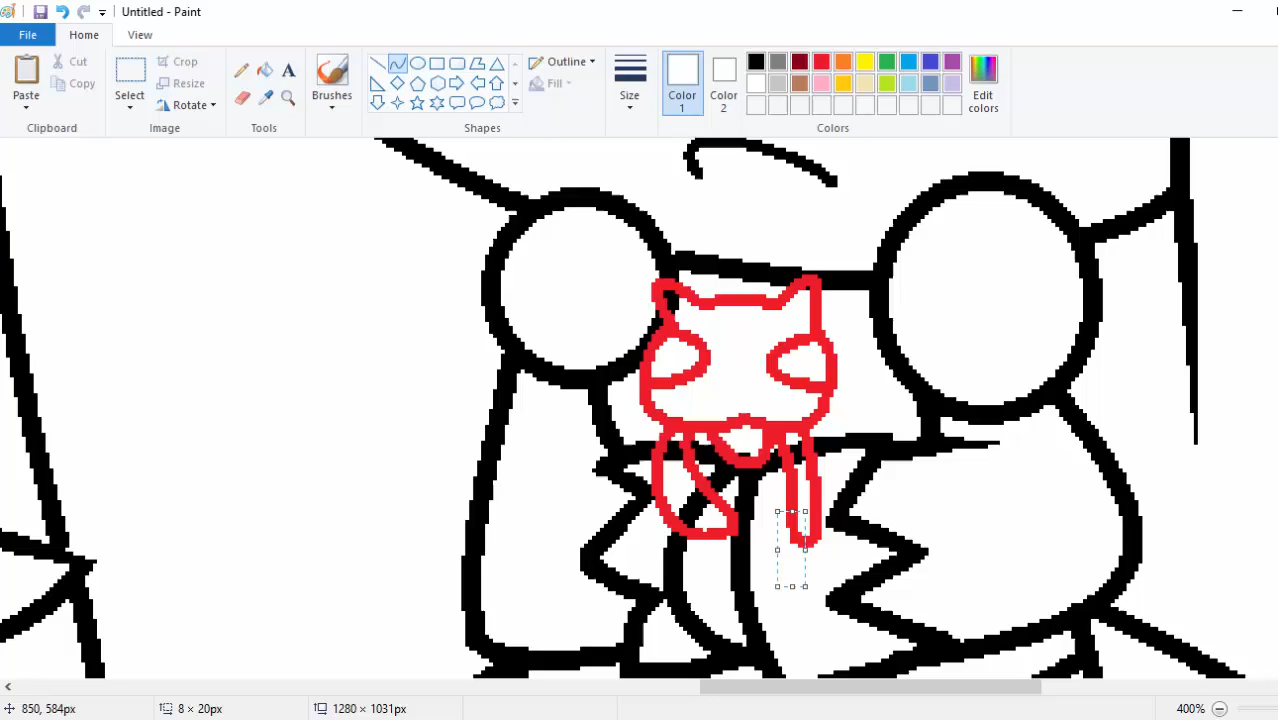 Untitled - Paint
File Home View
Paste
Cut
Copy
Clipboard
Select
Crop
Resize
Rotate
Image
A
Tools
Brushes
Outline
Fill
Shapes
Size
Color 1
Color 2
Edit colors
Colors
850, 584px
8 × 20px
1280 × 1031px
400%